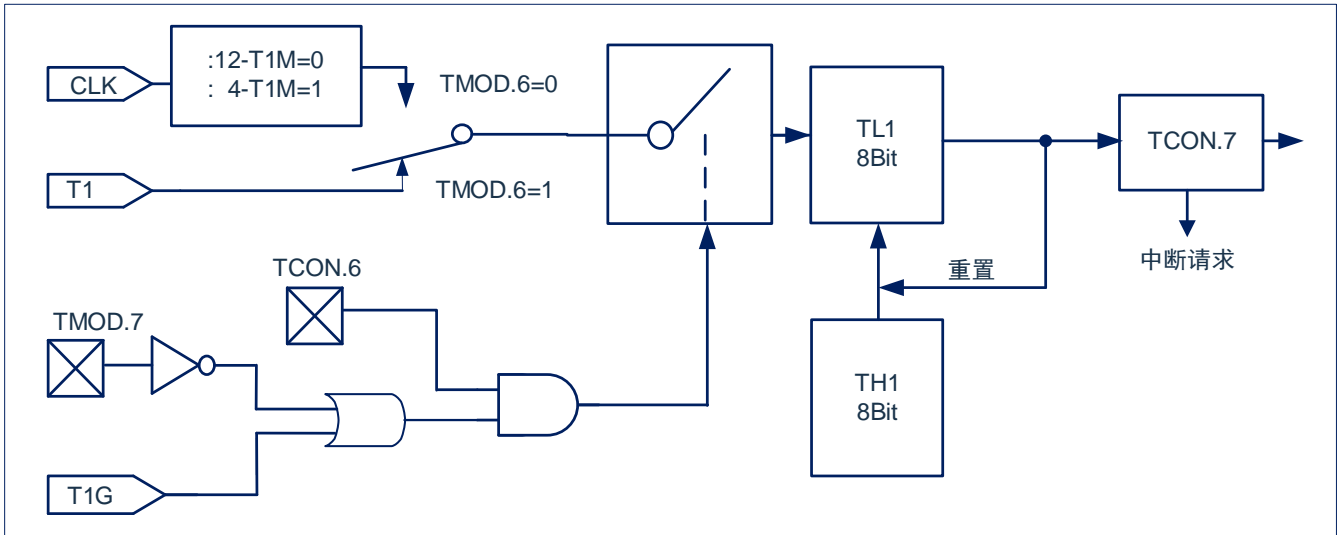 :12-T1M=0
: 4-T1M=1
CLK
TMOD.6=0
T1
TMOD.6=1
TL1
8Bit
TCON.7
中断请求
重置
TCON.6
TMOD.7
TH1
8Bit
T1G